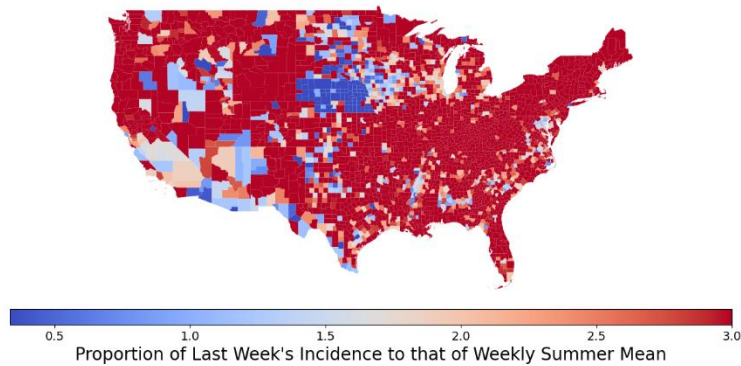 0.5 1.0 1.5 2.0 2.5 3.0
Proportion of Last Week's Incidence to that of Weekly Summer Mean